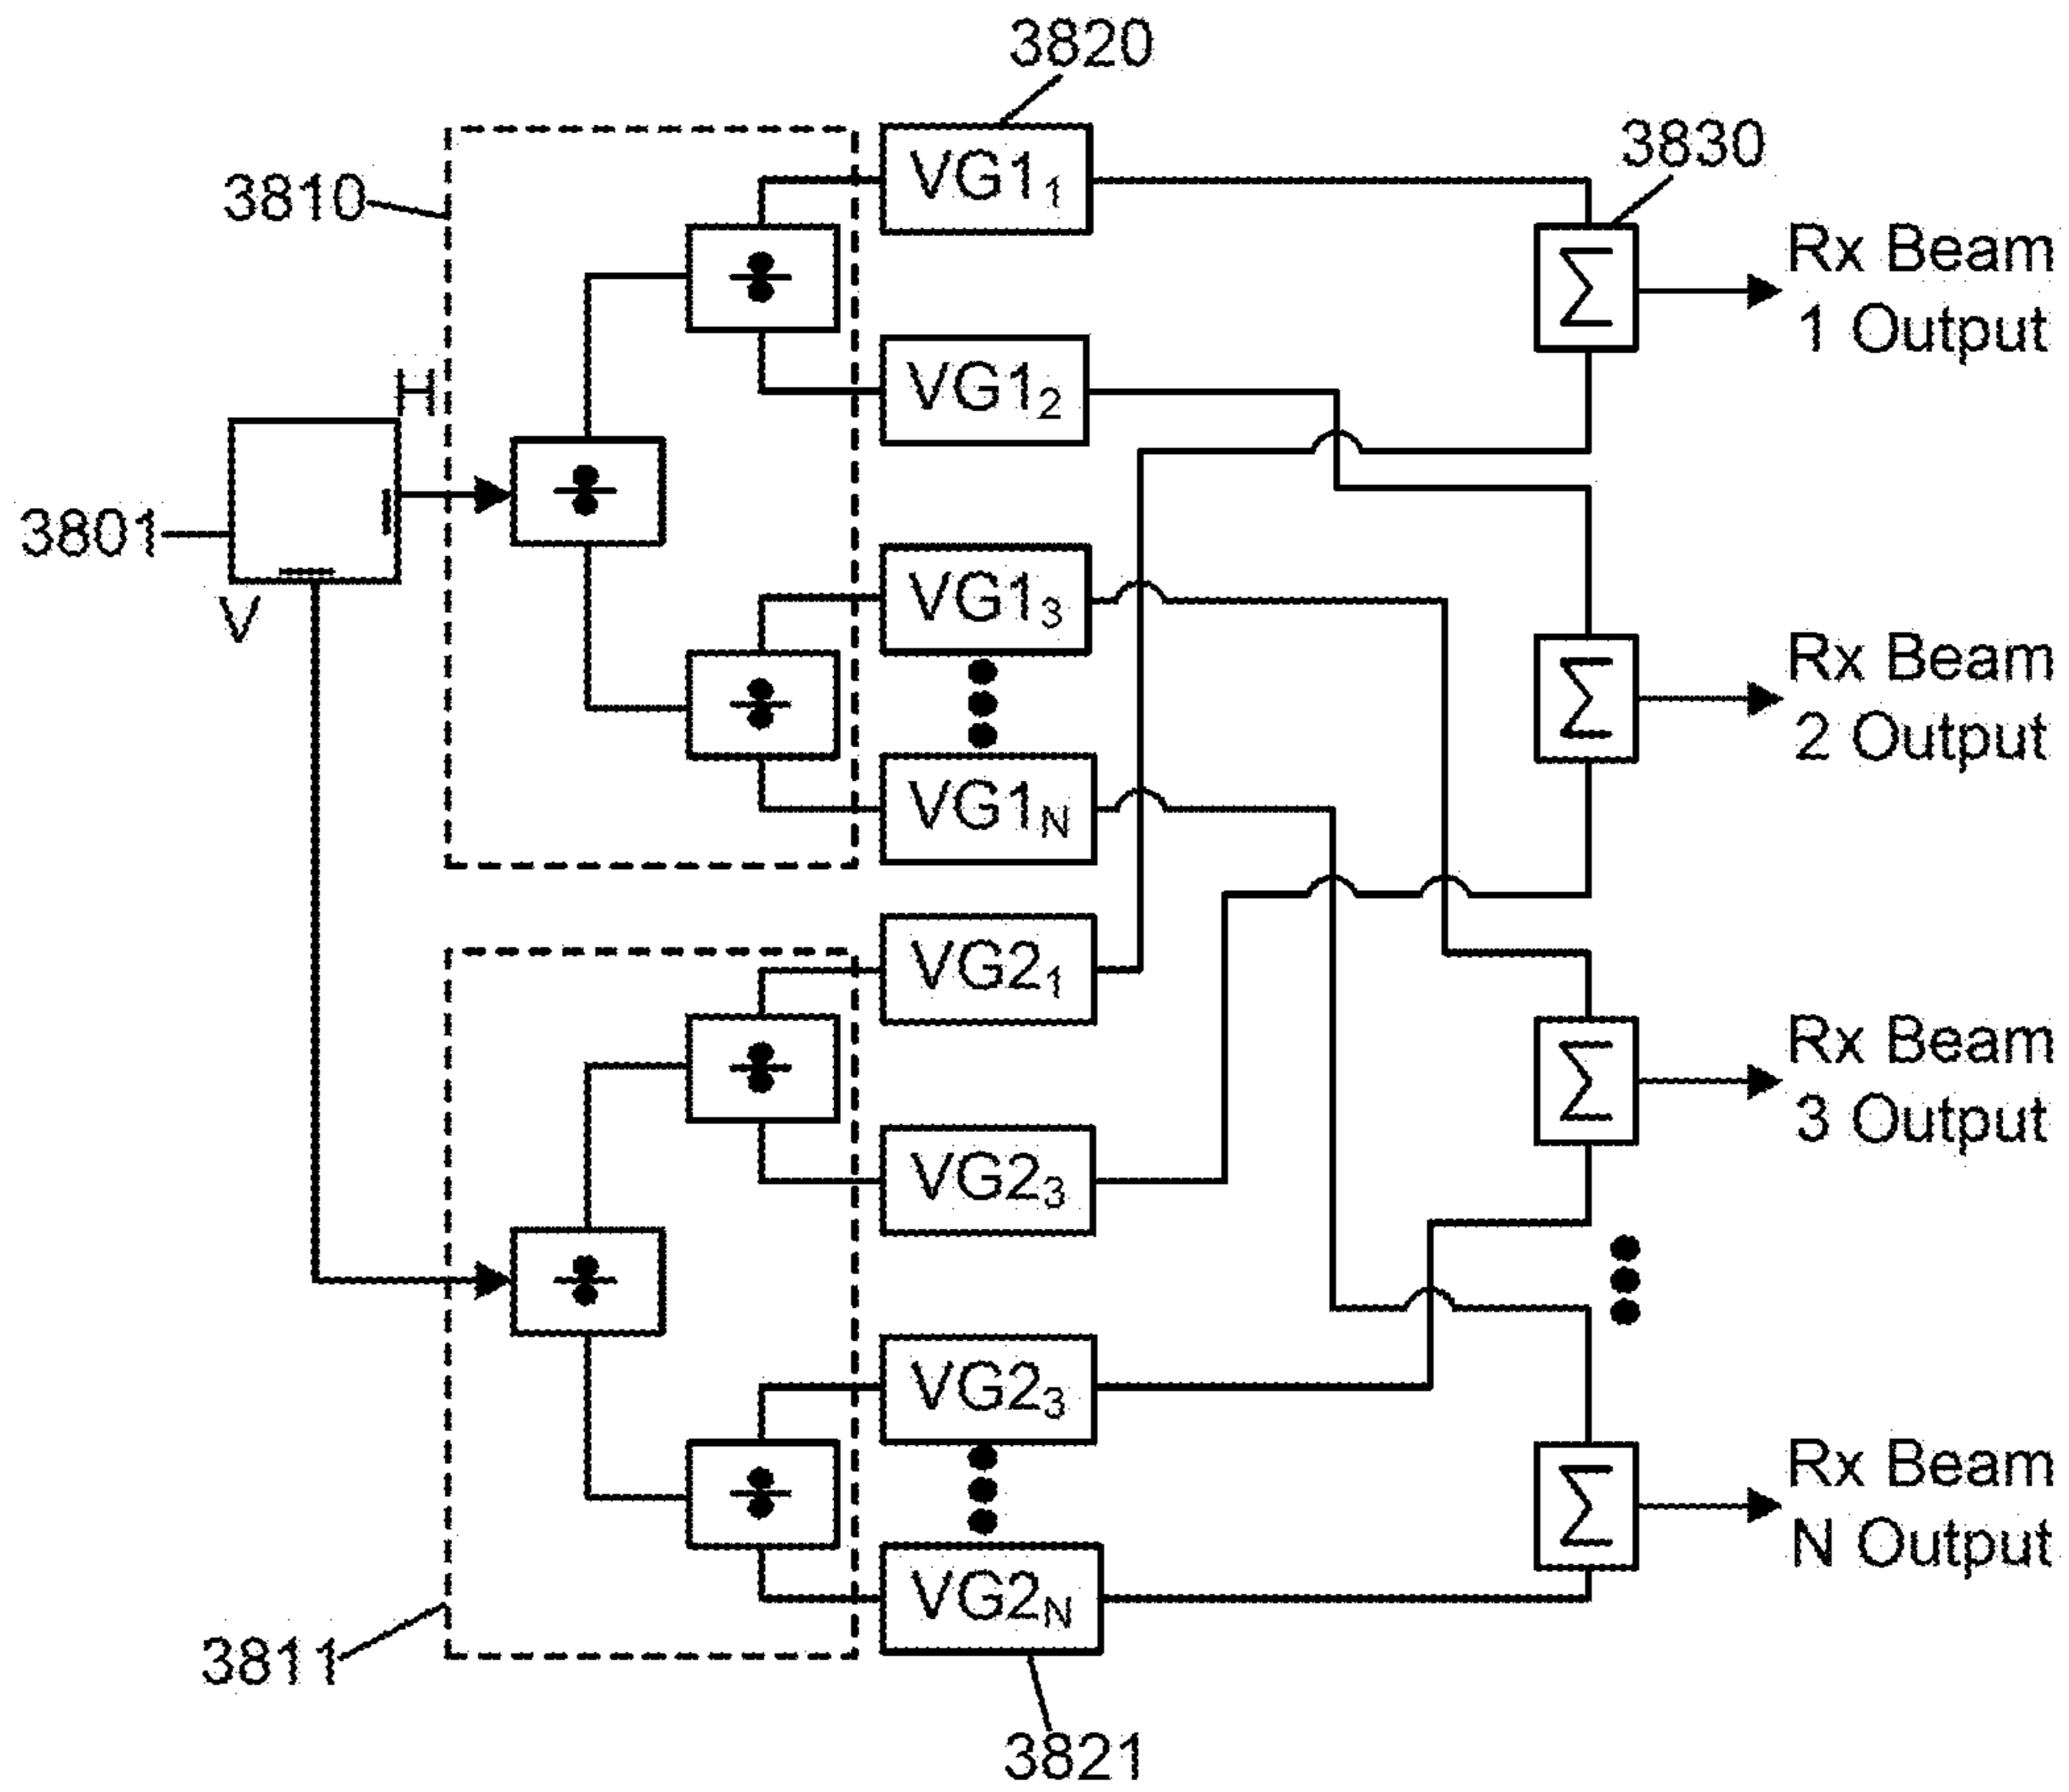 3820
3830
3810
VG1₁
Rx Beam
1 Output
H
VG1₂
3801
V
VG1₃
Rx Beam
2 Output
VG1N
VG2₁
Rx Beam
3 Output
VG2₃
VG2₃
Rx Beam
N Output
VG2N
3811
3821
÷
÷
÷
÷
÷
÷
Σ
Σ
Σ
Σ